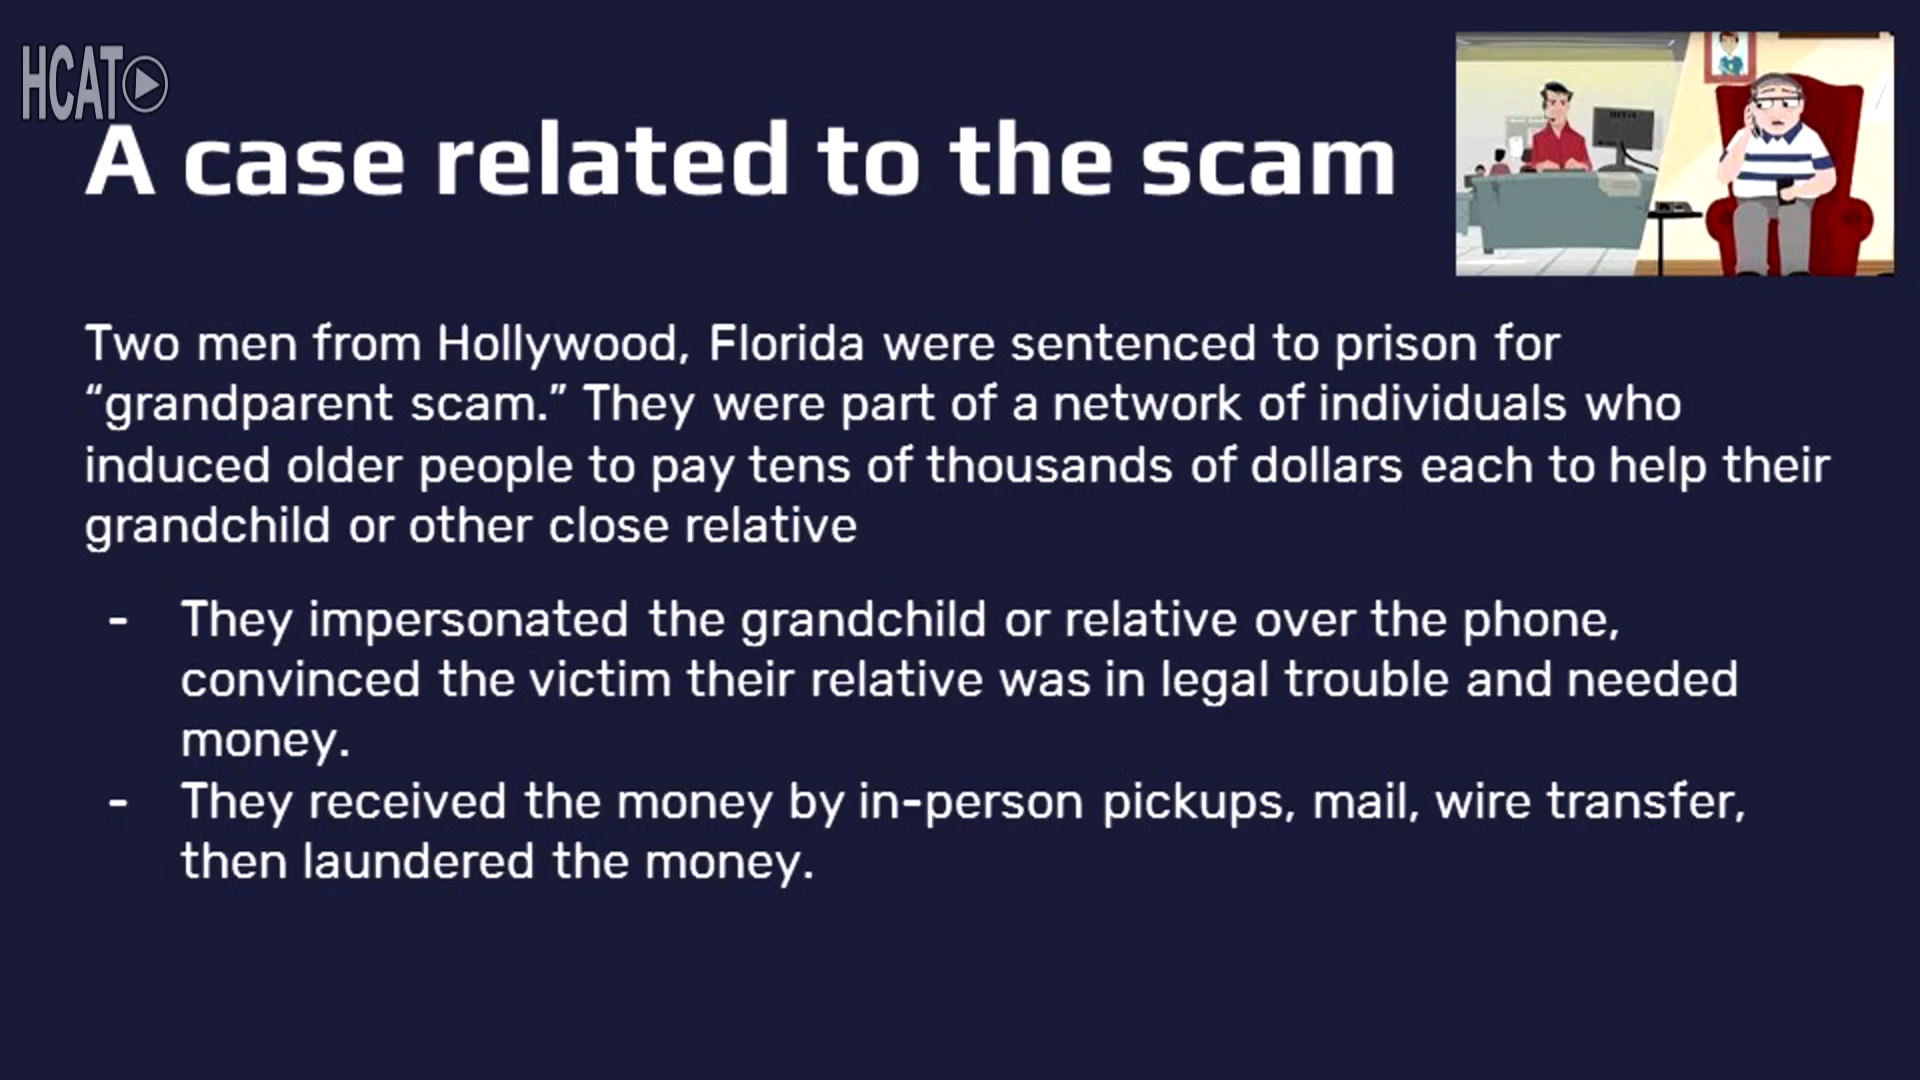 HCAT
A case related to the scam
Two men from Hollywood, Florida were sentenced to prison for
“grandparent scam.” They were part of a network of individuals who
induced older people to pay tens of thousands of dollars each to help their
grandchild or other close relative
- They impersonated the grandchild or relative over the phone,
convinced the victim their relative was in legal trouble and needed
money.
- They received the money by in-person pickups, mail, wire transfer,
then laundered the money.